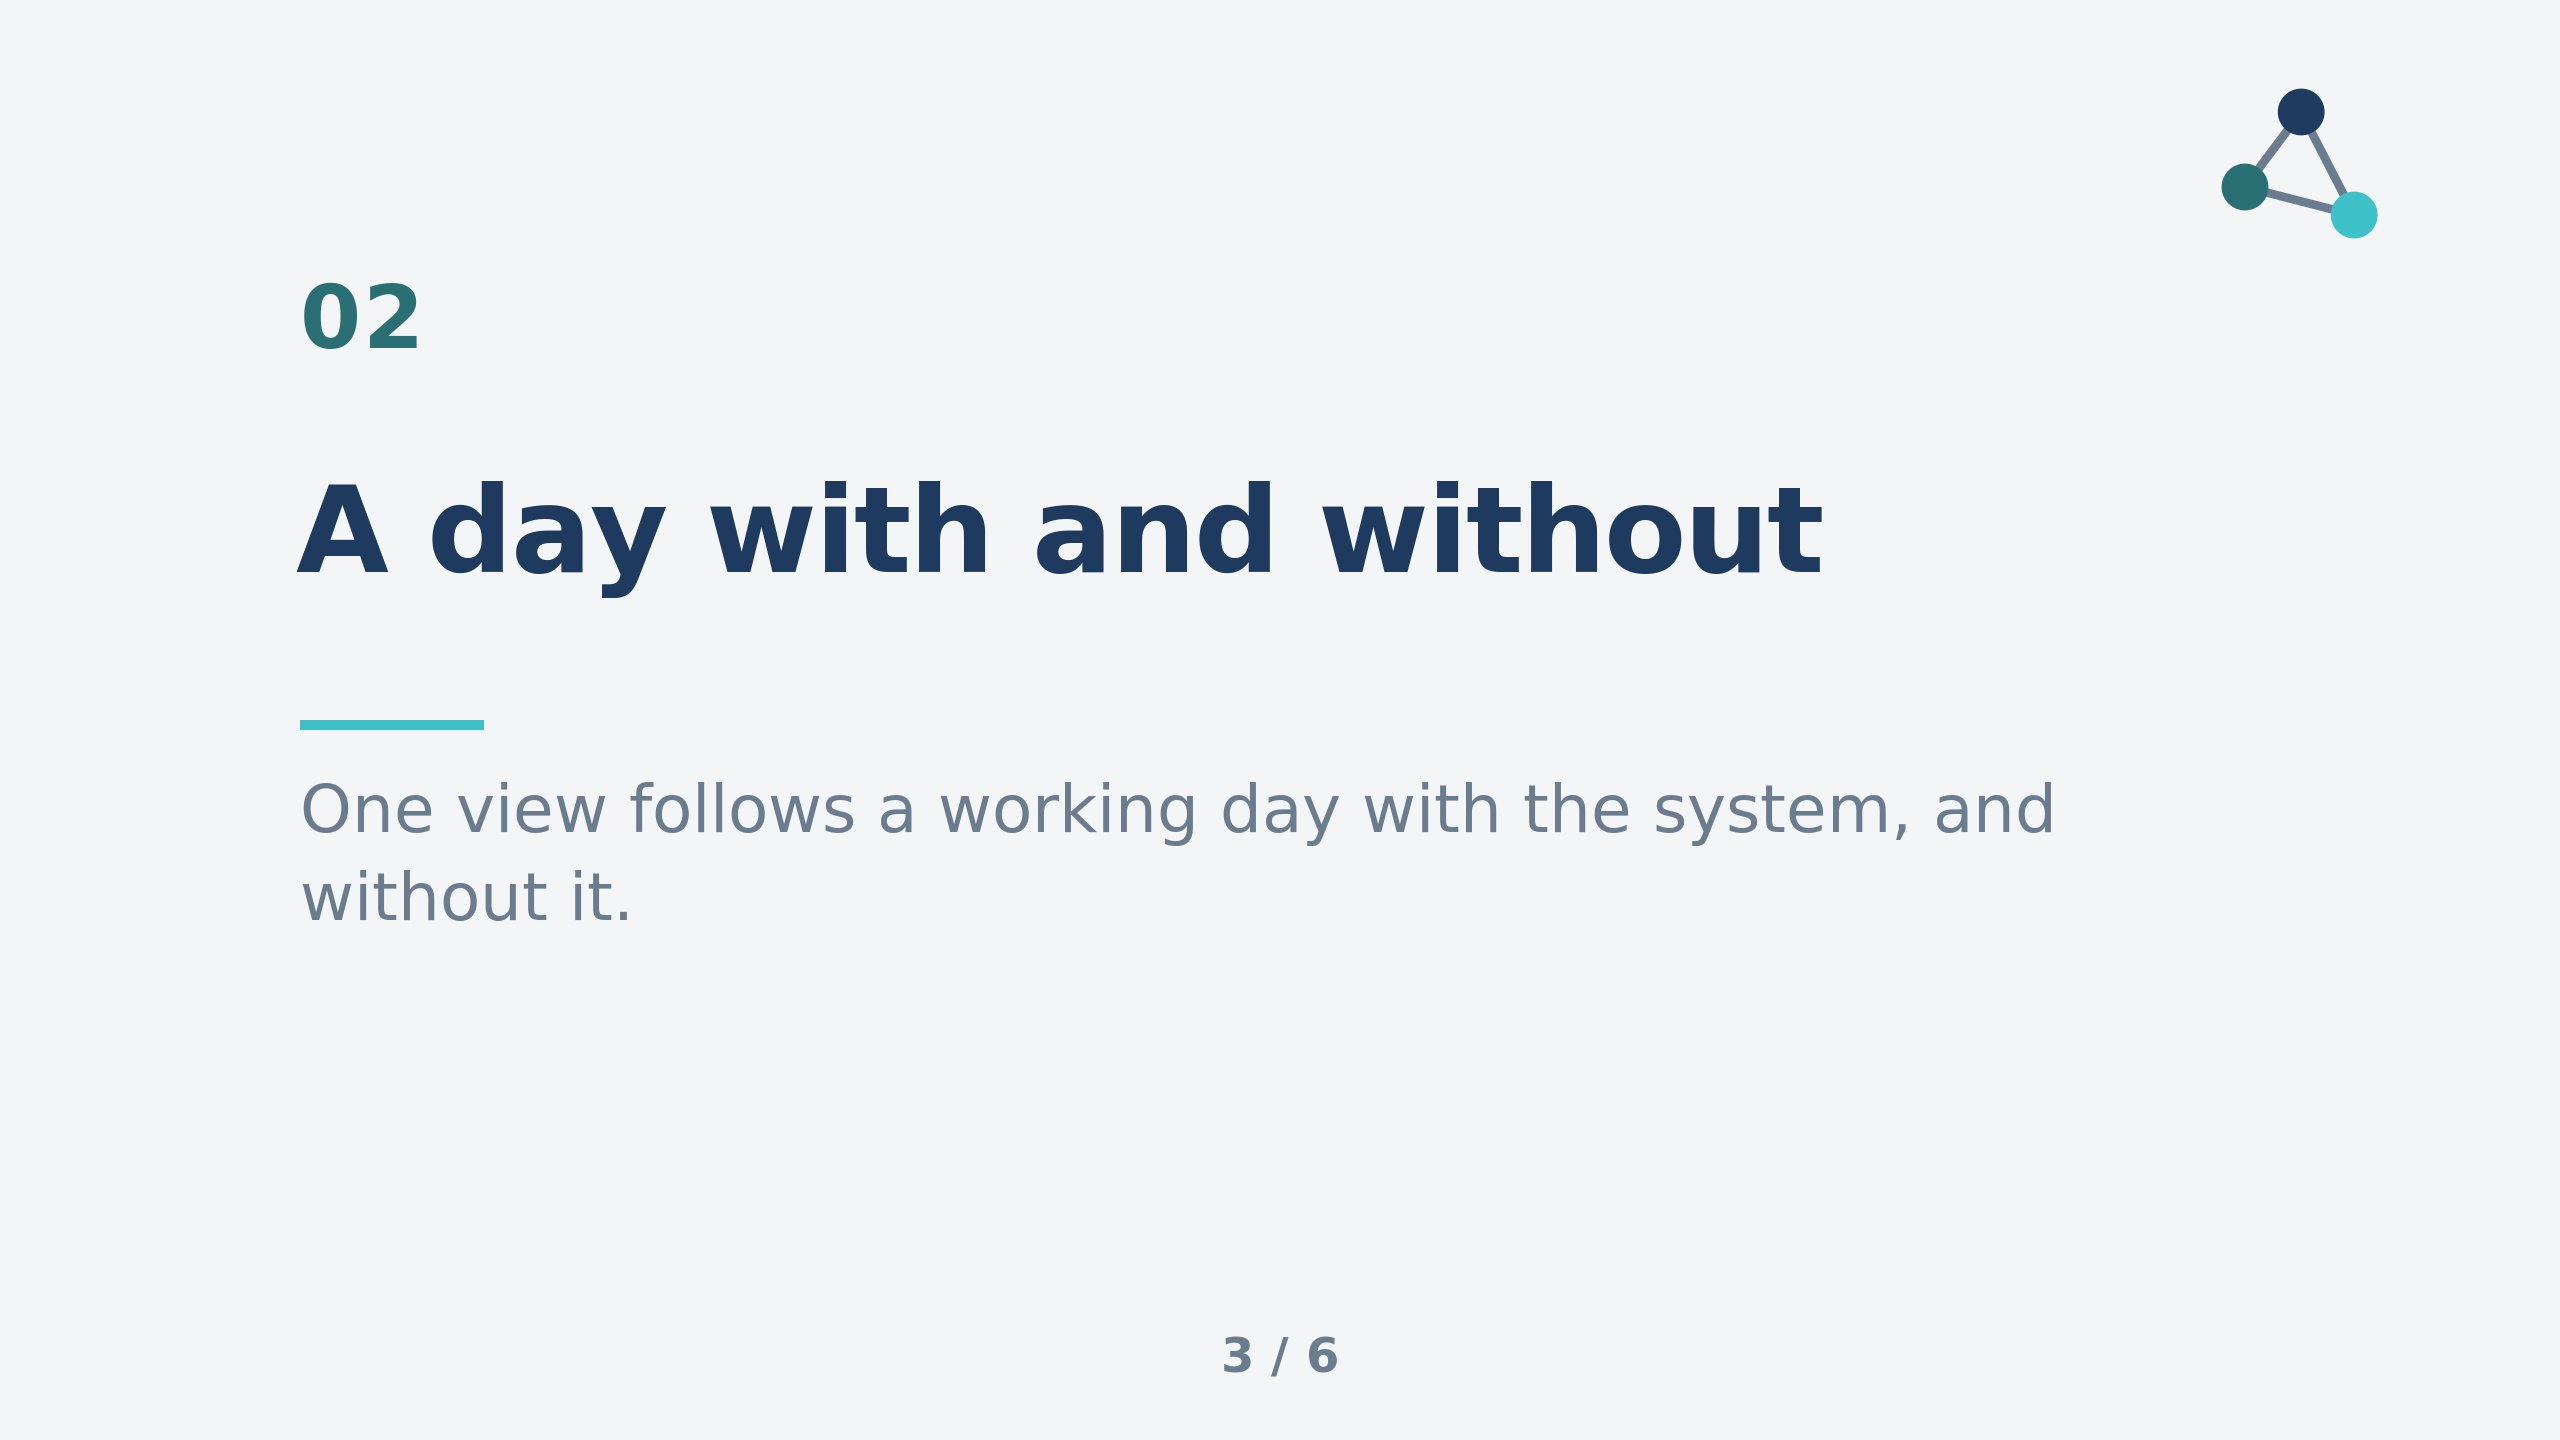 02
A day with and without
One view follows a working day with the system, and
without it.
3 / 6